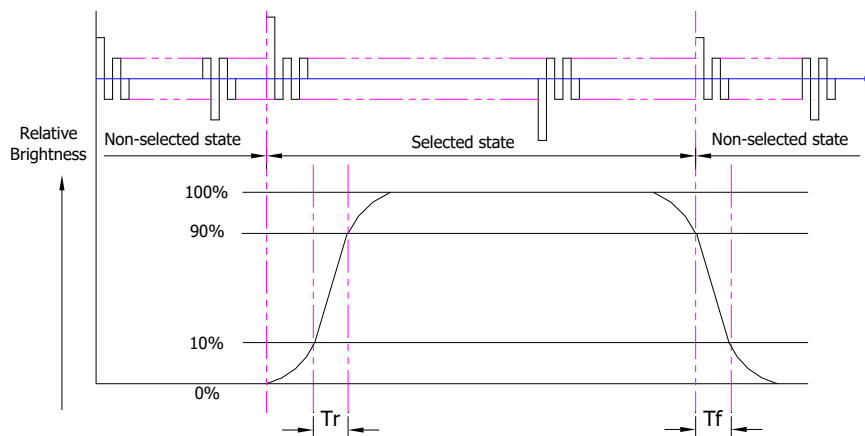 Relative
Brightness
Non-selected state
Selected state
Non-selected state
100%
90%
10%
0%
Tr
Tf